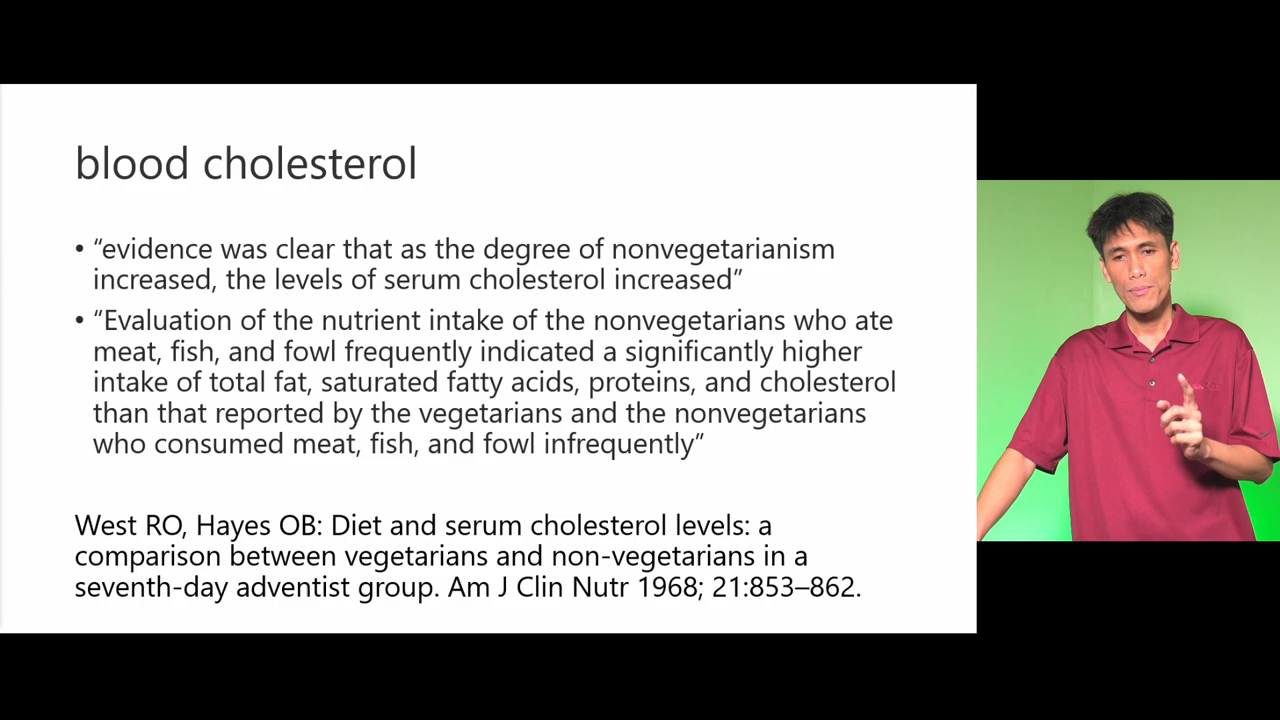 blood cholesterol
• “evidence was clear that as the degree of nonvegetarianism
increased, the levels of serum cholesterol increased”
• “Evaluation of the nutrient intake of the nonvegetarians who ate
meat, fish, and fowl frequently indicated a significantly higher
intake of total fat, saturated fatty acids, proteins, and cholesterol
than that reported by the vegetarians and the nonvegetarians
who consumed meat, fish, and fowl infrequently”
West RO, Hayes OB: Diet and serum cholesterol levels: a
comparison between vegetarians and non-vegetarians in a
seventh-day adventist group. Am J Clin Nutr 1968; 21:853–862.